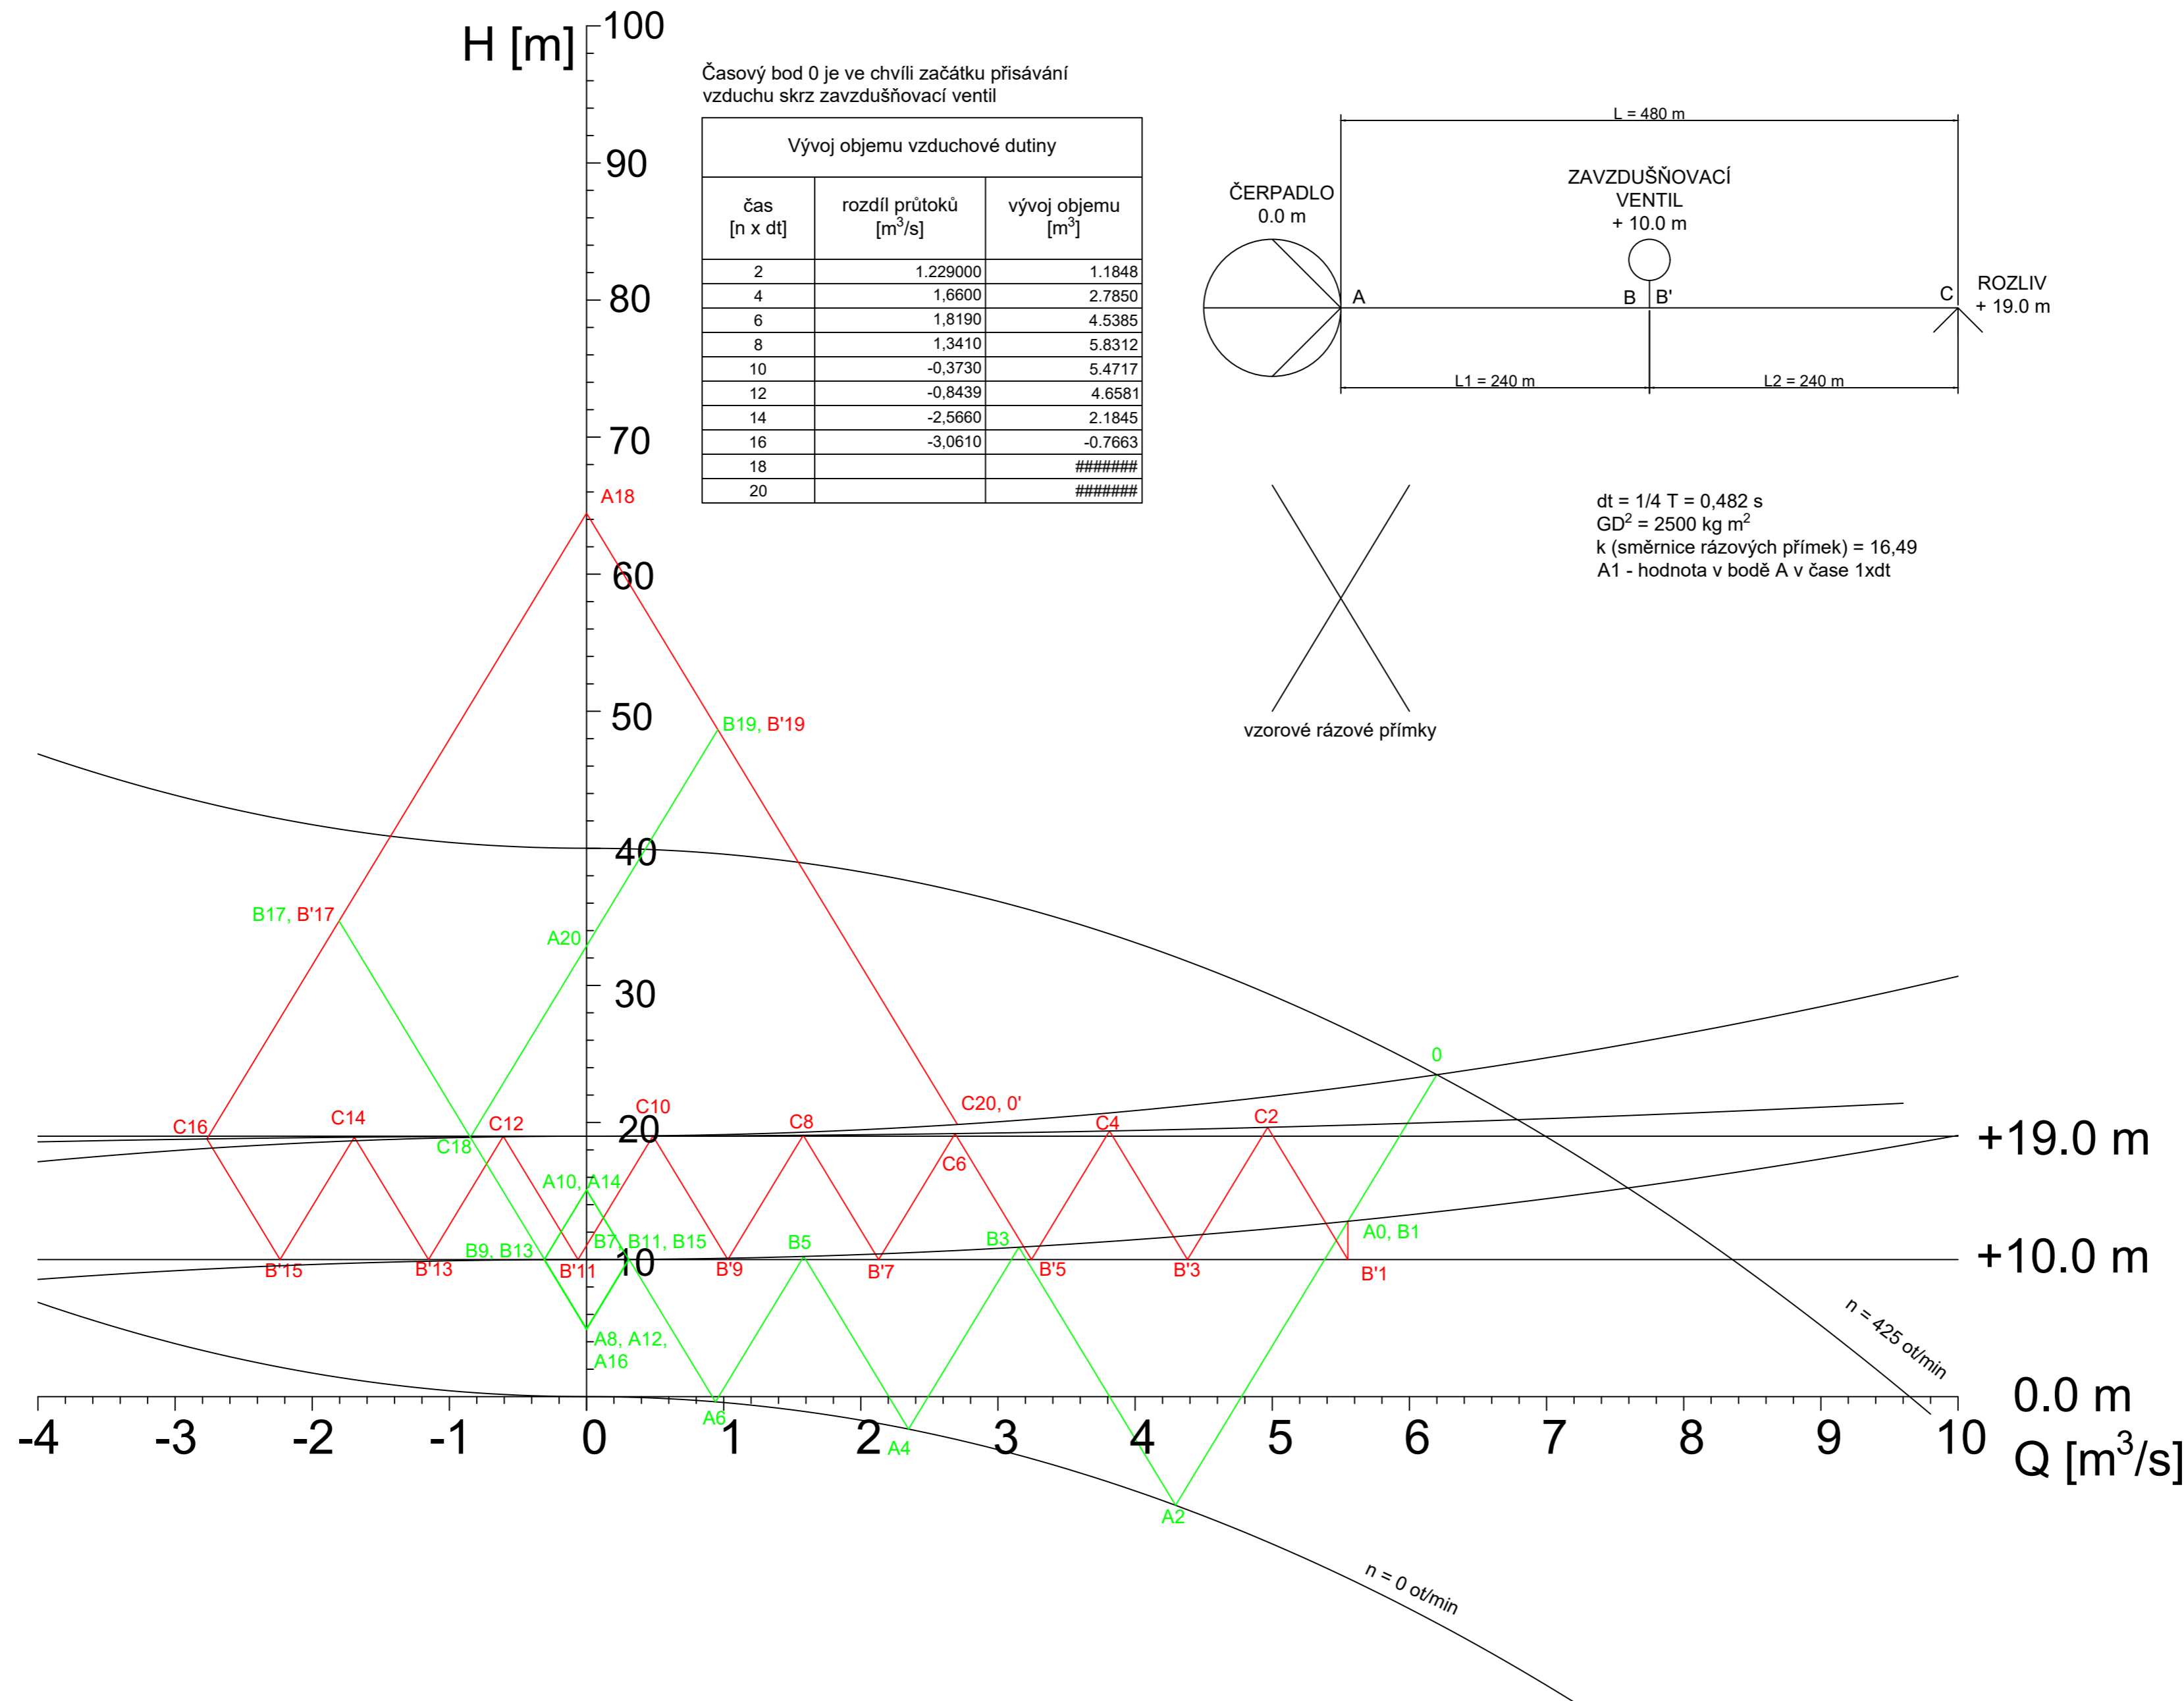 H [m]
100
90
80
70
60
50
40
30
20
10
Časový bod 0 je ve chvíli začátku přisávání
vzduchu skrz zavzdušňovací ventil
Vývoj objemu vzduchové dutiny
čas [n x dt] rozdíl průtoků [m³/s] vývoj objemu [m³]
2 1.229000 1.1848
4 1,6600 2.7850
6 1,8190 4.5385
8 1,3410 5.8312
10 -0,3730 5.4717
12 -0,8439 4.6581
14 -2,5660 2.1845
16 -3,0610 -0.7663
18 #######
20 #######
L = 480 m
ČERPADLO
0.0 m
ZAVZDUŠŇOVACÍ
VENTIL
+ 10.0 m
A
B
B'
C
ROZLIV
+ 19.0 m
L1 = 240 m
L2 = 240 m
dt = 1/4 T = 0,482 s
GD² = 2500 kg m²
k (směrnice rázových přímek) = 16,49
A1 - hodnota v bodě A v čase 1xdt
vzorové rázové přímky
A18
B19, B'19
B17, B'17
A20
0
C16
C14
C12
C10
C8
C20, 0'
C4
C2
C18
C6
+19.0 m
A10, A14
B9, B13
B7, B11, B15
B5
B3
A0, B1
+10.0 m
B'15
B'13
B'11
B'9
B'7
B'5
B'3
B'1
A8, A12,
A16
n = 425 ot/min
A6
A4
A2
n = 0 ot/min
0.0 m
-4 -3 -2 -1 0 1 2 3 4 5 6 7 8 9 10
Q [m³/s]